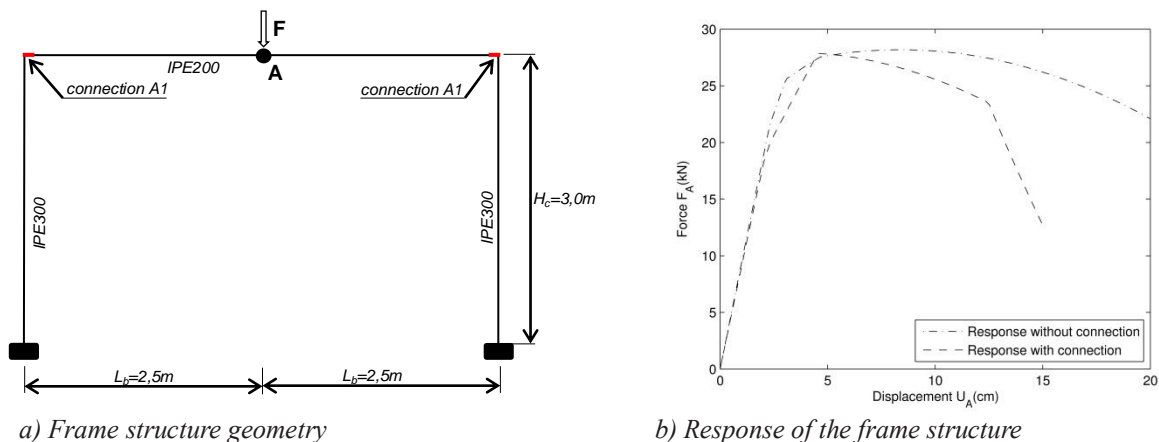 F
A
IPE200
connection A1
connection A1
IPE300
IPE300
H_c=3,0m
L_b=2,5m
L_b=2,5m
a) Frame structure geometry
30
25
20
15
10
5
0
Force F_A(kN)
Response without connection
Response with connection
0 5 10 15 20
Displacement U_A(cm)
b) Response of the frame structure